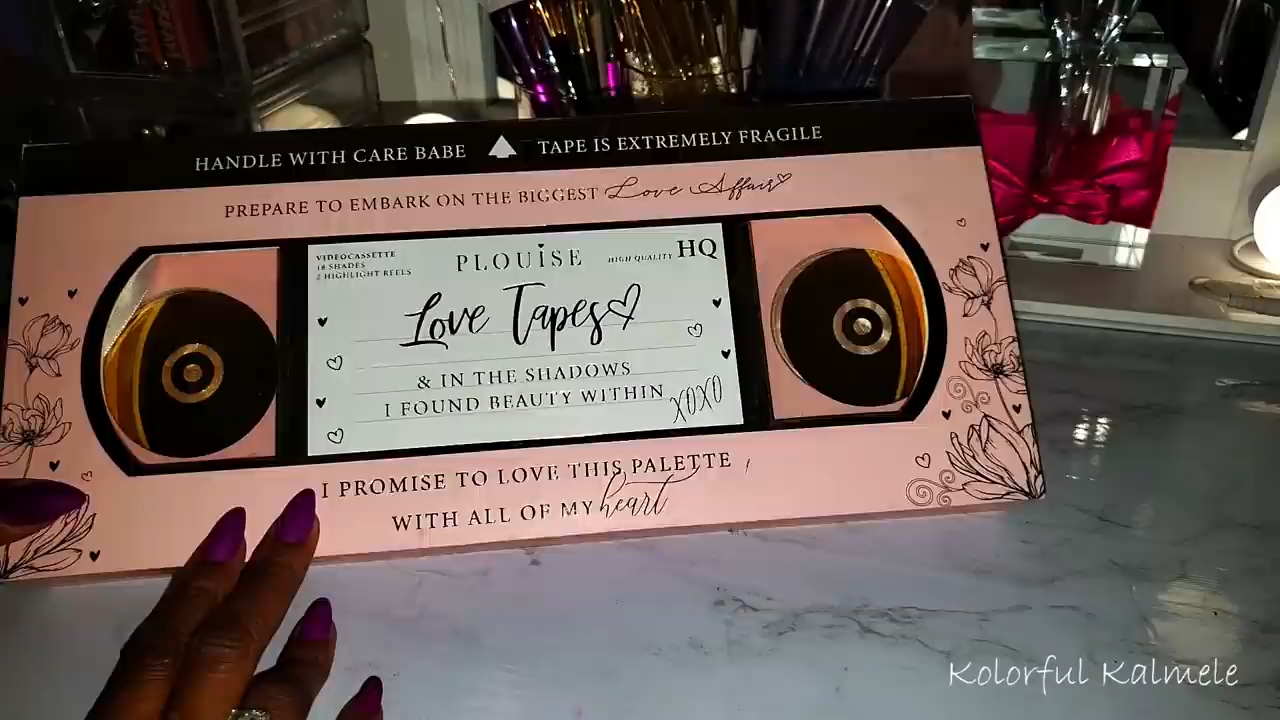 HANDLE WITH CARE BABE TAPE IS EXTREMELY FRAGILE
PREPARE TO EMBARK ON THE BIGGEST Love Affair
VIDEOCASSETTE
18 SHADES
2 HIGHLIGHT REELS
PLOUISE
HIGH QUALITY HQ
Love Tapes
& IN THE SHADOWS
I FOUND BEAUTY WITHIN
XOXO
I PROMISE TO LOVE THIS PALETTE
WITH ALL OF MY heart
Kolorful Kalmele